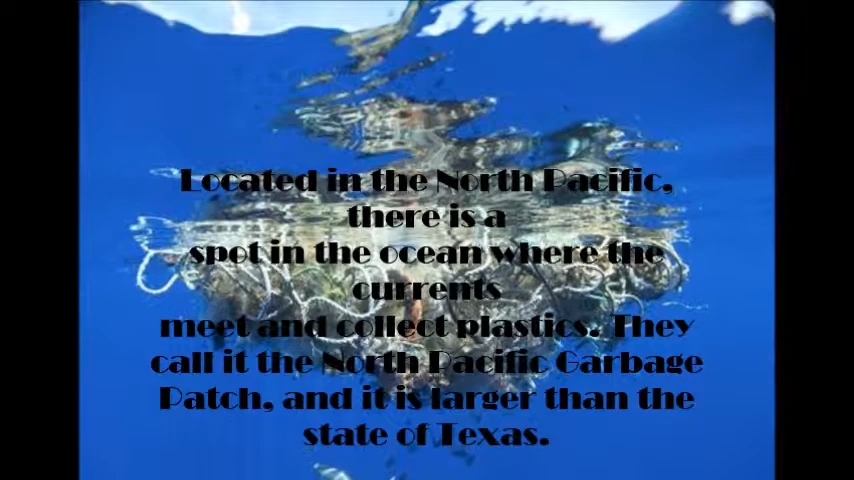 Located in the North Pacific,
there is a
spot in the ocean where the
currents
meet and collect plastics. They
call it the North Pacific Garbage
Patch, and it is larger than the
state of Texas.